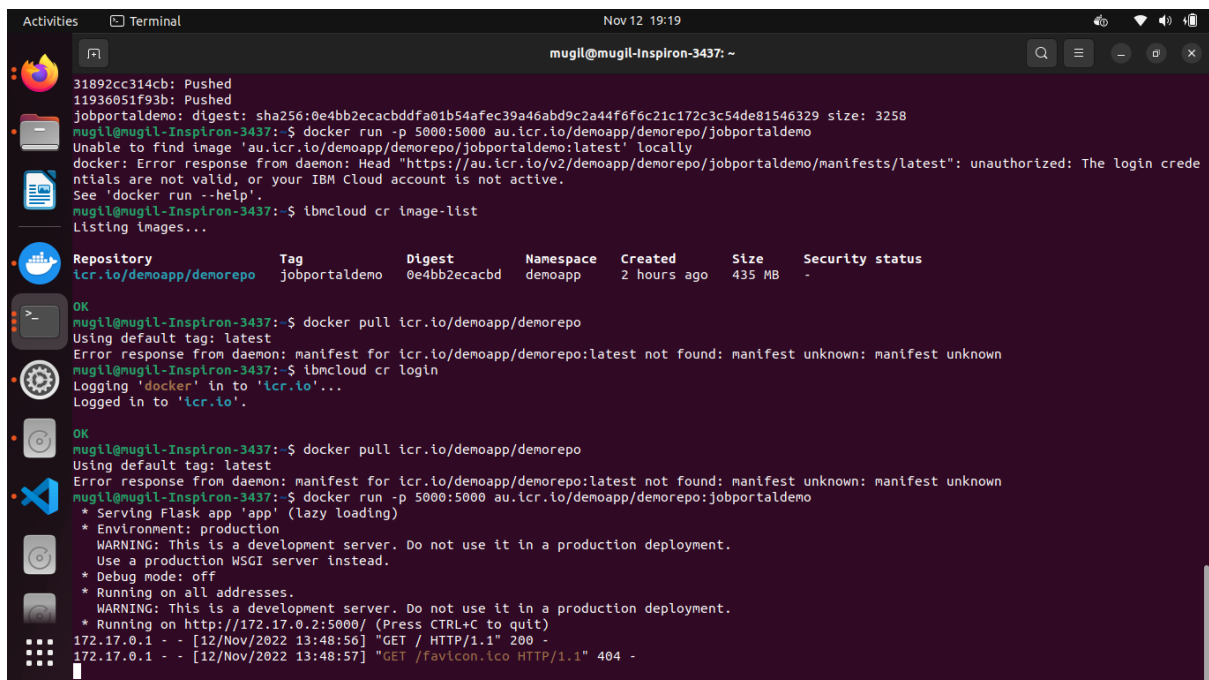 Activities Terminal Nov 12 19:19
mugil@mugil-Inspiron-3437: ~
31892cc314cb: Pushed
11936051f93b: Pushed
jobportaldemo: digest: sha256:0e4bb2ecacbddfa01b54afec39a46abd9c2a44f6f6c21c172c3c54de81546329 size: 3258
mugil@mugil-Inspiron-3437:~$ docker run -p 5000:5000 au.icr.io/demoapp/demorepo/jobportaldemo
Unable to find image 'au.icr.io/demoapp/demorepo/jobportaldemo:latest' locally
docker: Error response from daemon: Head "https://au.icr.io/v2/demoapp/demorepo/jobportaldemo/manifests/latest": unauthorized: The login crede
ntials are not valid, or your IBM Cloud account is not active.
See 'docker run --help'.
mugil@mugil-Inspiron-3437:~$ ibmcloud cr image-list
Listing images...
Repository Tag Digest Namespace Created Size Security status
icr.io/demoapp/demorepo jobportaldemo 0e4bb2ecacbd demoapp 2 hours ago 435 MB -
OK
mugil@mugil-Inspiron-3437:~$ docker pull icr.io/demoapp/demorepo
Using default tag: latest
Error response from daemon: manifest for icr.io/demoapp/demorepo:latest not found: manifest unknown: manifest unknown
mugil@mugil-Inspiron-3437:~$ ibmcloud cr login
Logging 'docker' in to 'icr.io'...
Logged in to 'icr.io'.
OK
mugil@mugil-Inspiron-3437:~$ docker pull icr.io/demoapp/demorepo
Using default tag: latest
Error response from daemon: manifest for icr.io/demoapp/demorepo:latest not found: manifest unknown: manifest unknown
mugil@mugil-Inspiron-3437:~$ docker run -p 5000:5000 au.icr.io/demoapp/demorepo:jobportaldemo
* Serving Flask app 'app' (lazy loading)
* Environment: production
WARNING: This is a development server. Do not use it in a production deployment.
Use a production WSGI server instead.
* Debug mode: off
* Running on all addresses.
WARNING: This is a development server. Do not use it in a production deployment.
* Running on http://172.17.0.2:5000/ (Press CTRL+C to quit)
172.17.0.1 - - [12/Nov/2022 13:48:56] "GET / HTTP/1.1" 200 -
172.17.0.1 - - [12/Nov/2022 13:48:57] "GET /favicon.ico HTTP/1.1" 404 -